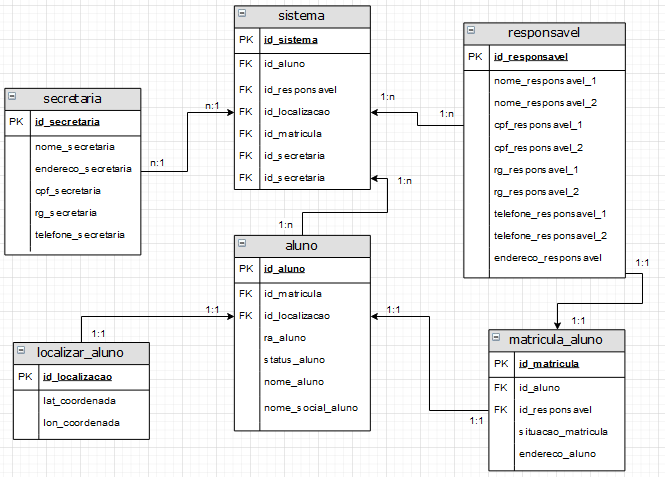 sistema
PK id_sistema
FK id_aluno
FK id_responsavel
FK id_localizacao
FK id_matricula
FK id_secretaria
FK id_secretaria
responsavel
PK id_responsavel
nome_responsavel_1
nome_responsavel_2
cpf_responsavel_1
cpf_responsavel_2
rg_responsavel_1
rg_responsavel_2
telefone_responsavel_1
telefone_responsavel_2
endereco_responsavel
secretaria
PK id_secretaria
nome_secretaria
endereco_secretaria
cpf_secretaria
rg_secretaria
telefone_secretaria
n:1
n:1
1:n
1:n
1:n
1:n
aluno
PK id_aluno
FK id_matricula
FK id_localizacao
ra_aluno
status_aluno
nome_aluno
nome_social_aluno
1:1
1:1
1:1
1:1
1:1
1:1
localizar_aluno
PK id_localizacao
lat_coordenada
lon_coordenada
matricula_aluno
PK id_matricula
FK id_aluno
FK id_responsavel
situacao_matricula
endereco_aluno